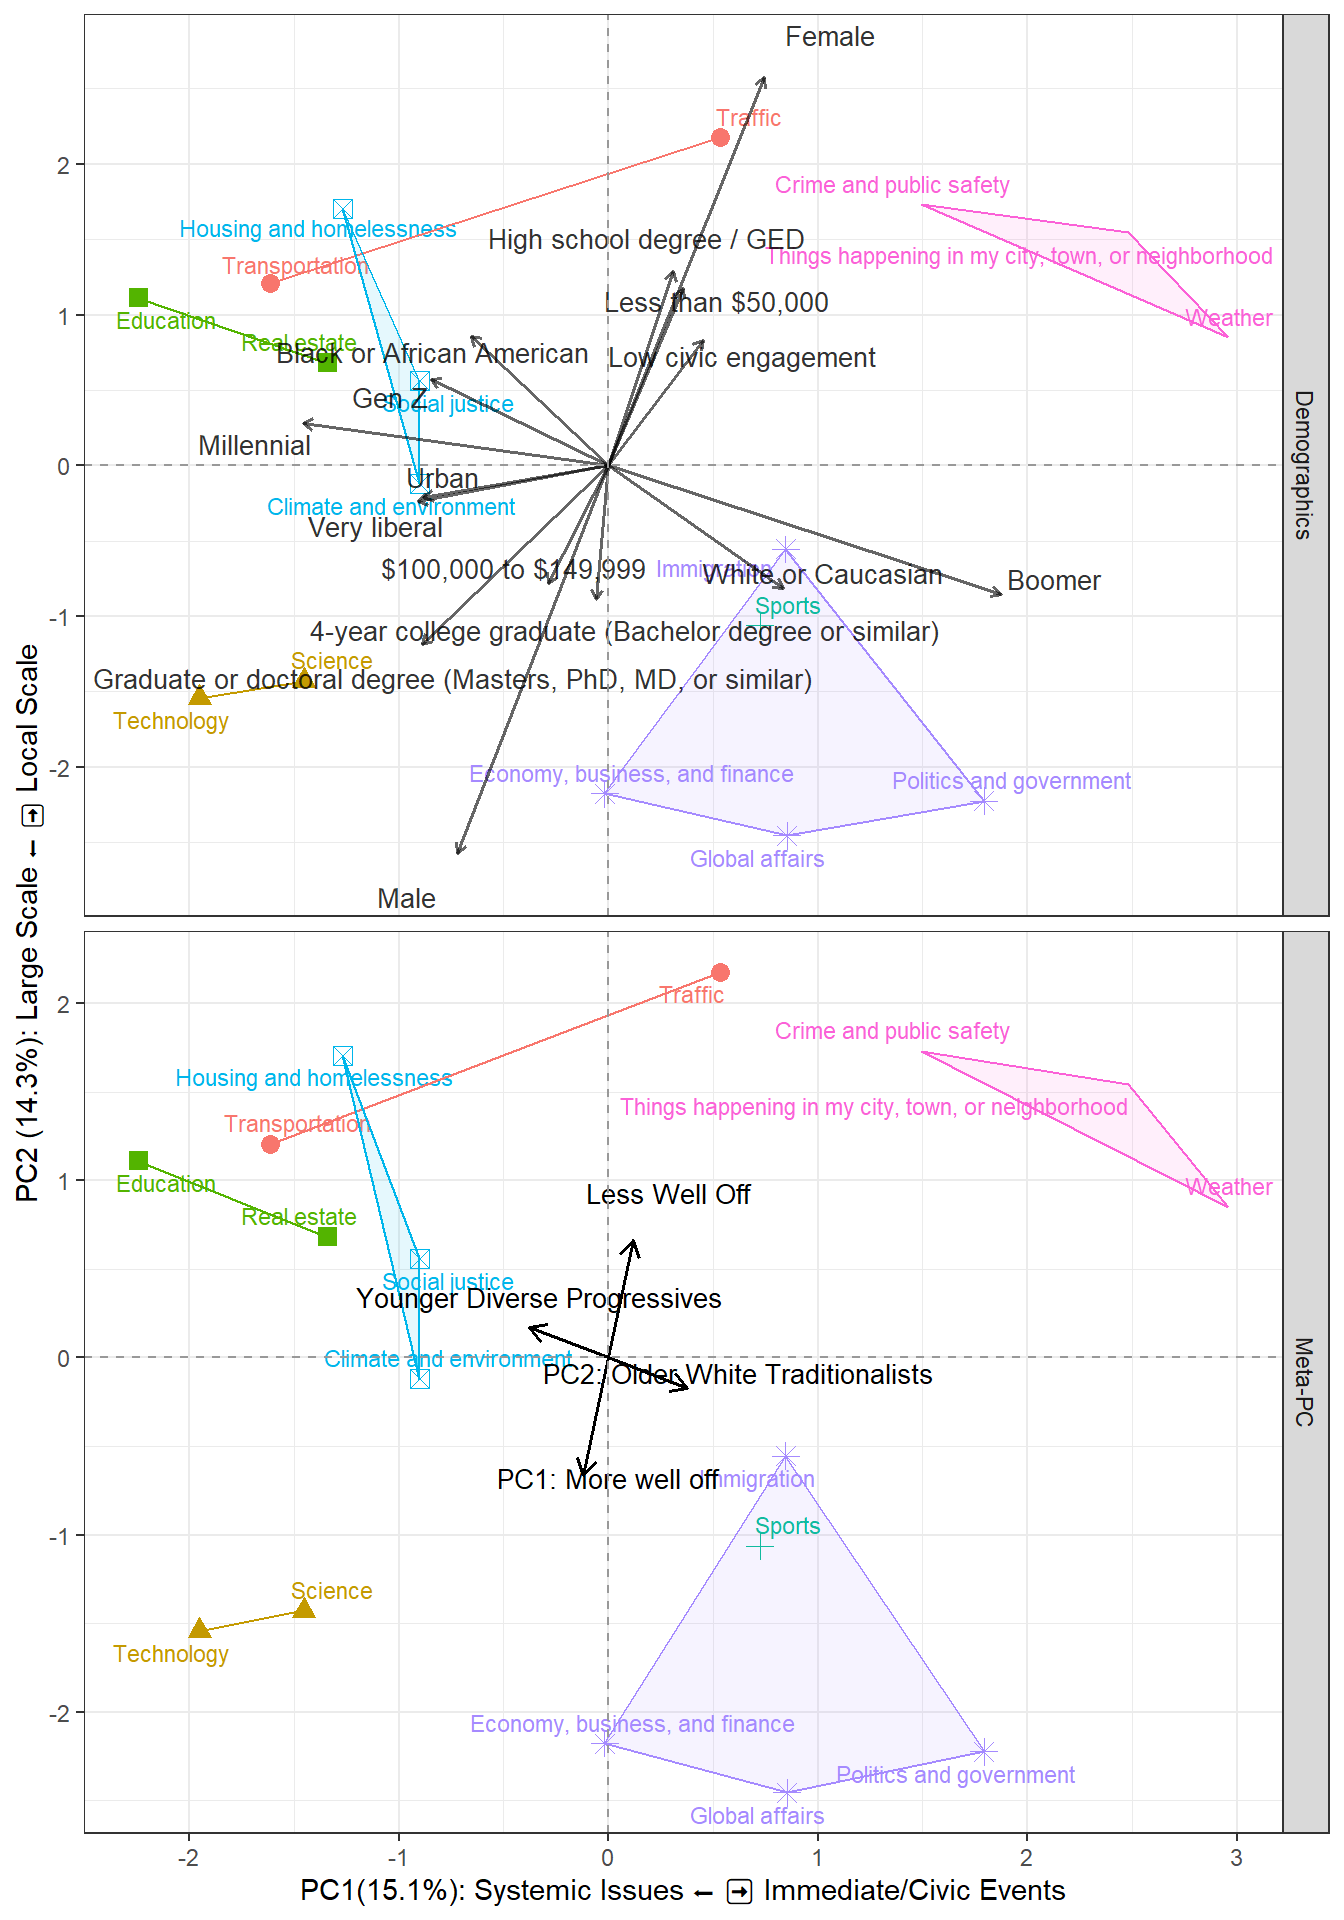 Female
Traffic
Crime and public safety
Housing and homelessness
High school degree / GED
Things happening in my city, town, or neighborhood
Transportation
Less than $50,000
Education
Weather
Real estate
Black or African American
Low civic engagement
Gen Z
Social justice
Millennial
Urban
Climate and environment
Very liberal
$100,000 to $149,999
Immigration
White or Caucasian
Boomer
Sports
4-year college graduate (Bachelor degree or similar)
Science
Graduate or doctoral degree (Masters, PhD, MD, or similar)
Technology
Economy, business, and finance
Politics and government
Global affairs
Male
2
1
0
-1
-2
Demographics
Traffic
Crime and public safety
Housing and homelessness
Things happening in my city, town, or neighborhood
Transportation
Education
Weather
Less Well Off
Real estate
Social justice
Younger Diverse Progressives
Climate and environment
PC2: Older White Traditionalists
PC1: More well off
Immigration
Sports
Science
Technology
Economy, business, and finance
Politics and government
Global affairs
2
1
0
-1
-2
Meta-PC
-2
-1
0
1
2
3
PC1(15.1%): Systemic Issues ← → Immediate/Civic Events
PC2 (14.3%): Large Scale ← → Local Scale